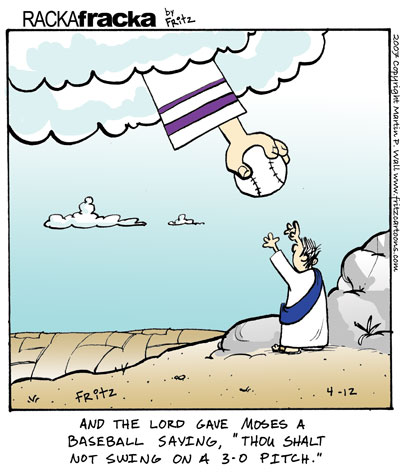 RACKAfracka by Fritz
2007 Copyright Martin P. Wall www.fritzcartoons.com
FRITZ
4-12
AND THE LORD GAVE MOSES A
BASEBALL SAYING, "THOU SHALT
NOT SWING ON A 3-0 PITCH."